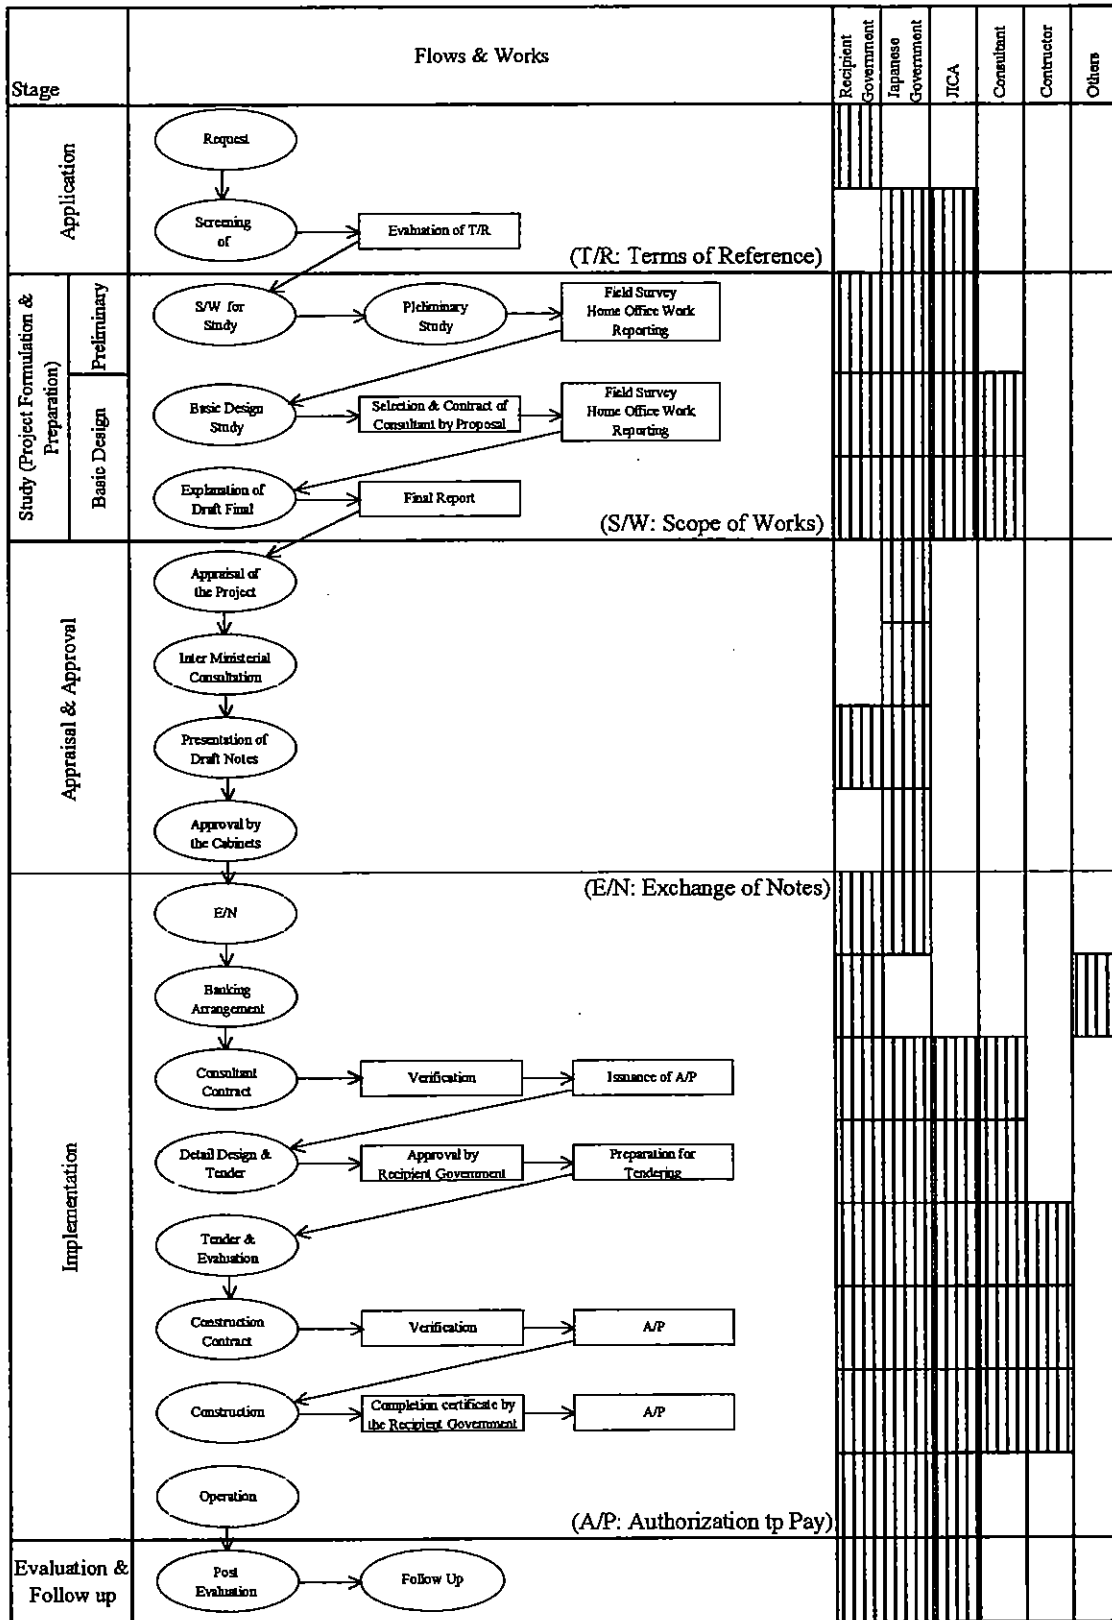 Stage
Flows & Works
Recipient
Government
Japanese
Government
JICA
Consultant
Contructor
Others
Application
Request
Screening
of
Evaluation of T/R
(T/R: Terms of Reference)
Study (Project Formulation &
Preparation)
Preliminary
S/W for
Study
Pleliminary
Study
Field Survey
Home Office Work
Reporting
Basic Design
Basic Design
Study
Selection & Contract of
Consultant by Proposal
Field Survey
Home Office Work
Reporting
Explanation of
Draft Final
Final Report
(S/W: Scope of Works)
Appraisal & Approval
Appraisal of
the Project
Inter Ministerial
Consultation
Presentation of
Draft Notes
Approval by
the Cabinets
Implementation
(E/N: Exchange of Notes)
E/N
Banking
Arrangement
Consultant
Contract
Verification
Issuance of A/P
Detail Design &
Tender
Approval by
Recipient Government
Preparation for
Tendering
Tender &
Evaluation
Construction
Contract
Verification
A/P
Construction
Completion certificate by
the Recipient Government
A/P
Operation
(A/P: Authorization tp Pay)
Evaluation &
Follow up
Post
Evaluation
Follow Up